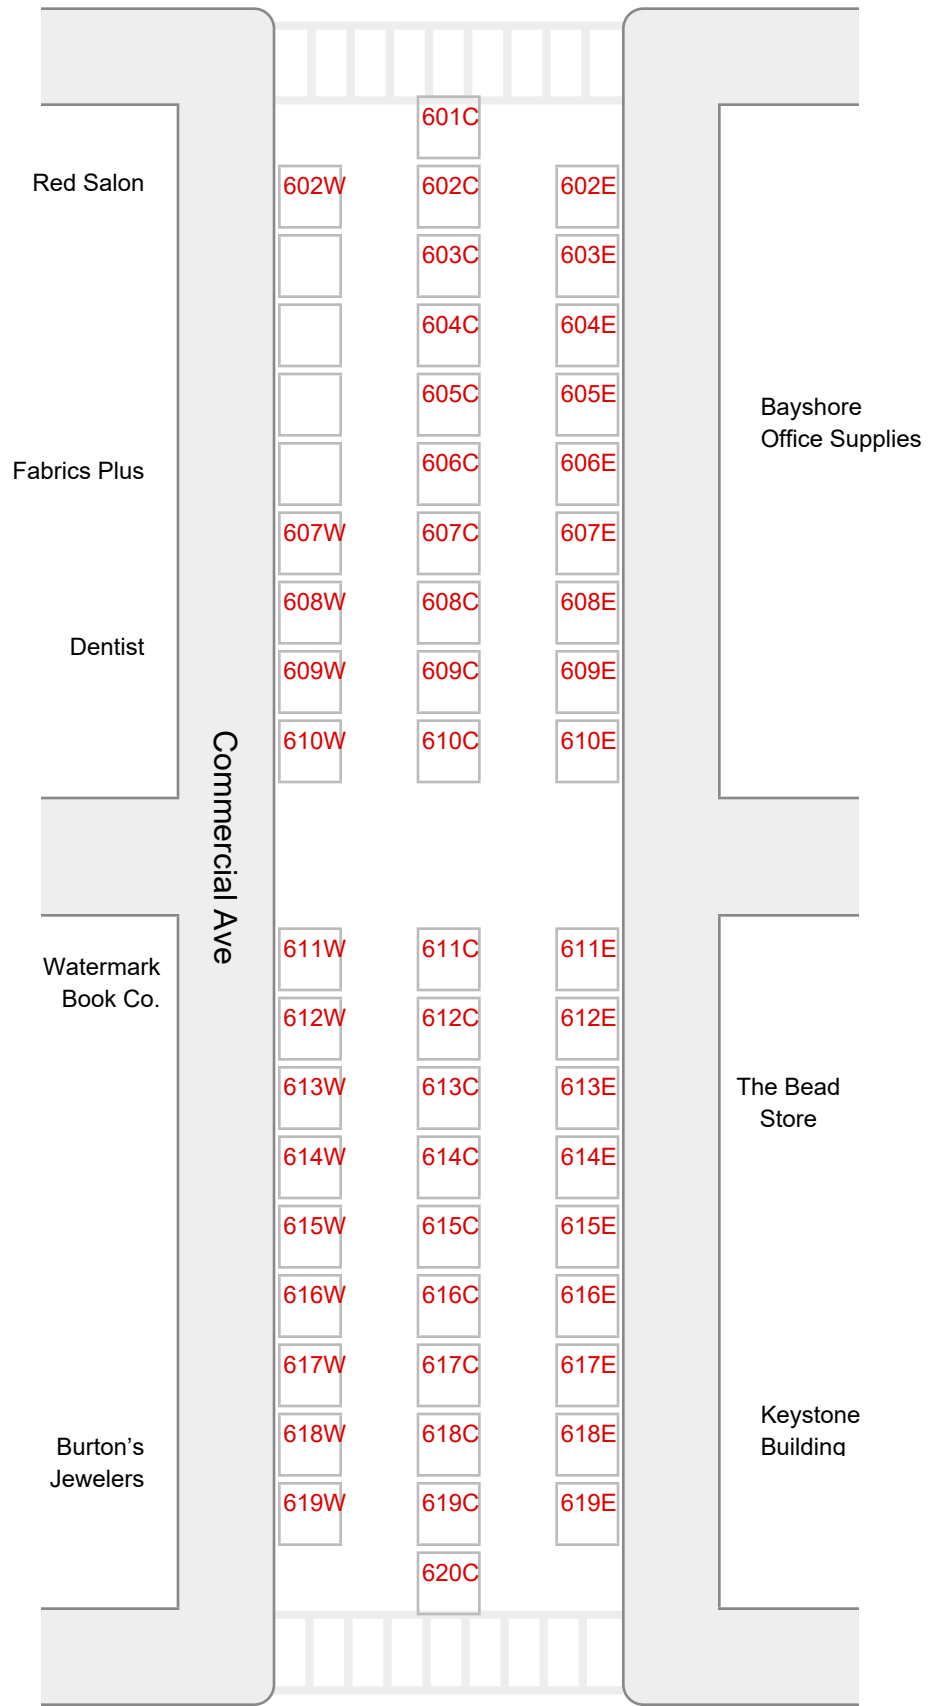 601C
Red Salon
602W 602C 602E
603C 603E
604C 604E
605C 605E
Bayshore
Office Supplies
Fabrics Plus
606C 606E
607W 607C 607E
608W 608C 608E
Dentist
609W 609C 609E
610W 610C 610E
Commercial Ave
611W 611C 611E
Watermark
Book Co.
612W 612C 612E
613W 613C 613E
The Bead
Store
614W 614C 614E
615W 615C 615E
616W 616C 616E
617W 617C 617E
Keystone
Building
618W 618C 618E
Burton’s
Jewelers
619W 619C 619E
620C